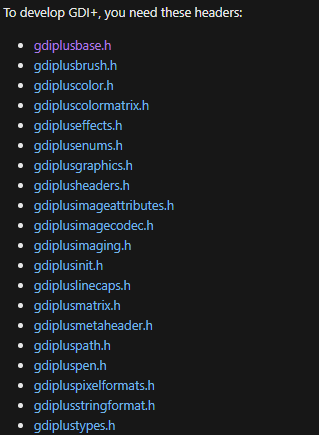 To develop GDI+, you need these headers:
gdiplusbase.h
gdiplusbrush.h
gdipluscolor.h
gdipluscolormatrix.h
gdipluseffects.h
gdiplusenums.h
gdiplusgraphics.h
gdiplusheaders.h
gdiplusimageattributes.h
gdiplusimagecodec.h
gdiplusimaging.h
gdiplusinit.h
gdipluslinecaps.h
gdiplusmatrix.h
gdiplusmetaheader.h
gdipluspath.h
gdipluspen.h
gdipluspixelformats.h
gdiplusstringformat.h
gdiplustypes.h